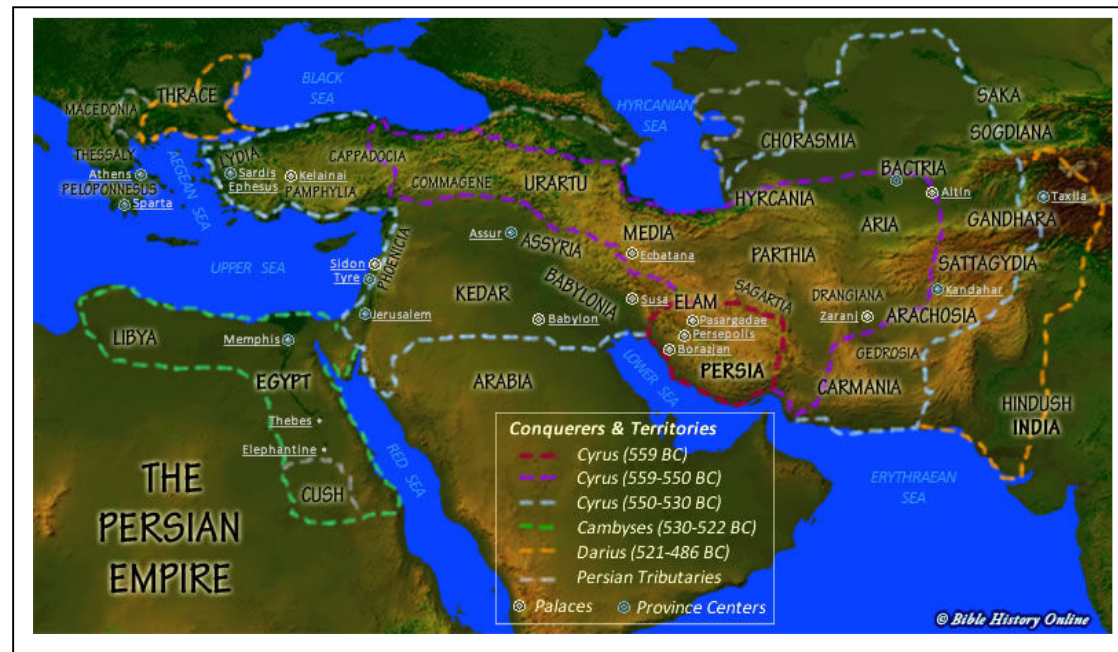 BLACK
SEA
THRACE
MACEDONIA
THESSALY
Athens
PELOPONNESUS
Sparta
AEGEAN SEA
LYDIA
Sardis
Ephesus
Kelainai
PAMPHYLIA
CAPPADOCIA
COMMAGENE
URARTU
HYRCANIAN
SEA
CHORASMIA
SAKA
SOGDIANA
BACTRIA
Altin
Taxila
GANDHARA
HYRCANIA
ARIA
PARTHIA
MEDIA
Ecbatana
Assur
ASSYRIA
UPPER SEA
Sidon
Tyre
PHOENICIA
KEDAR
BABYLONIA
Susa
ELAM
SAGARTIA
DRANGIANA
Zaranj
SATTAGYDIA
Kandahar
ARACHOSIA
Jerusalem
Babylon
Pasargadae
Persepolis
Borazjan
PERSIA
GEDROSIA
CARMANIA
LIBYA
Memphis
EGYPT
ARABIA
LOWER SEA
HINDUSH
INDIA
Thebes
Elephantine
CUSH
RED SEA
ERYTHRAEAN
SEA
THE
PERSIAN
EMPIRE
Conquerers & Territories
Cyrus (559 BC)
Cyrus (559-550 BC)
Cyrus (550-530 BC)
Cambyses (530-522 BC)
Darius (521-486 BC)
Persian Tributaries
Palaces Province Centers
© Bible History Online